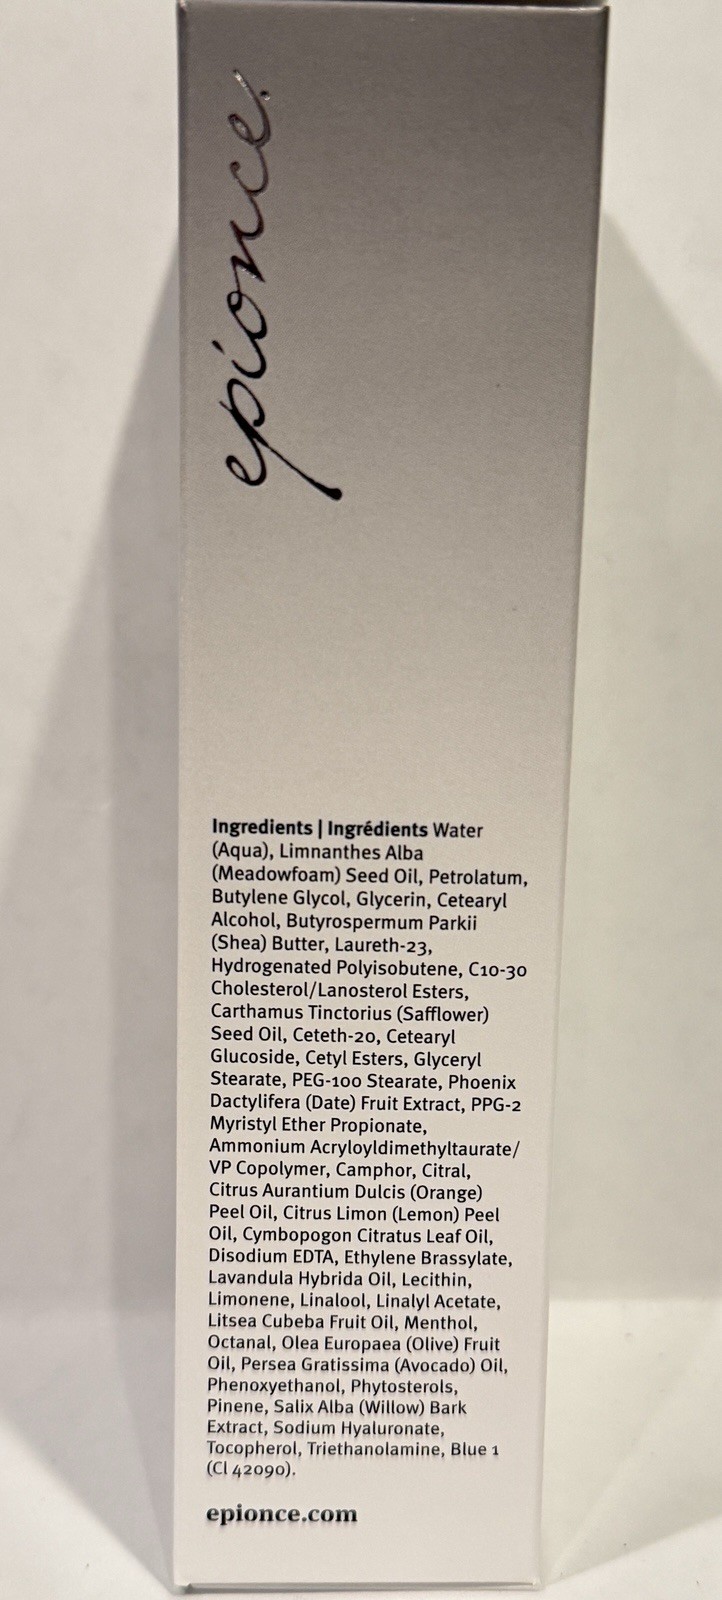 epionce.
Ingredients | Ingrédients Water
(Aqua), Limnanthes Alba
(Meadowfoam) Seed Oil, Petrolatum,
Butylene Glycol, Glycerin, Cetearyl
Alcohol, Butyrospermum Parkii
(Shea) Butter, Laureth-23,
Hydrogenated Polyisobutene, C10-30
Cholesterol/Lanosterol Esters,
Carthamus Tinctorius (Safflower)
Seed Oil, Ceteth-20, Cetearyl
Glucoside, Cetyl Esters, Glyceryl
Stearate, PEG-100 Stearate, Phoenix
Dactylifera (Date) Fruit Extract, PPG-2
Myristyl Ether Propionate,
Ammonium Acryloyldimethyltaurate/
VP Copolymer, Camphor, Citral,
Citrus Aurantium Dulcis (Orange)
Peel Oil, Citrus Limon (Lemon) Peel
Oil, Cymbopogon Citratus Leaf Oil,
Disodium EDTA, Ethylene Brassylate,
Lavandula Hybrida Oil, Lecithin,
Limonene, Linalool, Linalyl Acetate,
Litsea Cubeba Fruit Oil, Menthol,
Octanal, Olea Europaea (Olive) Fruit
Oil, Persea Gratissima (Avocado) Oil,
Phenoxyethanol, Phytosterols,
Pinene, Salix Alba (Willow) Bark
Extract, Sodium Hyaluronate,
Tocopherol, Triethanolamine, Blue 1
(Cl 42090).
epionce.com